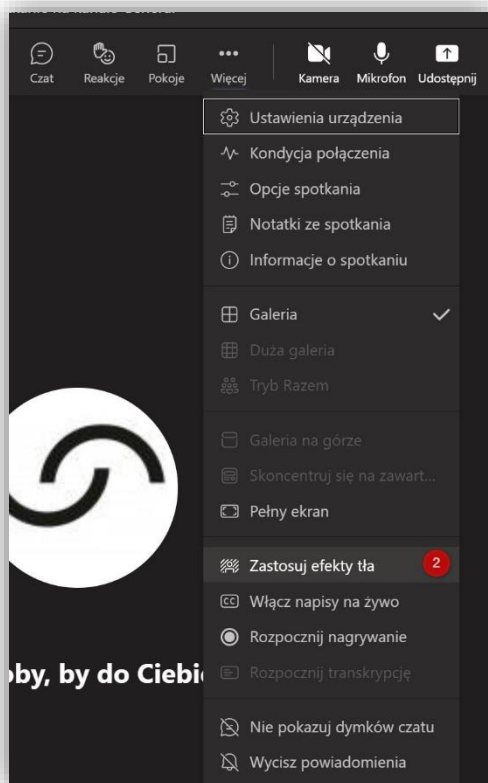 Czat Reakcje Pokoje Więcej Kamera Mikrofon Udostępnij
Ustawienia urządzenia
Kondycja połączenia
Opcje spotkania
Notatki ze spotkania
Informacje o spotkaniu
Galeria
Duża galeria
Tryb Razem
Galeria na górze
Skoncentruj się na zawart...
Pełny ekran
Zastosuj efekty tła 2
CC Włącz napisy na żywo
Rozpocznij nagrywanie
oby, by do Ciebi
Rozpocznij transkrypcję
Nie pokazuj dymków czatu
Wycisz powiadomienia